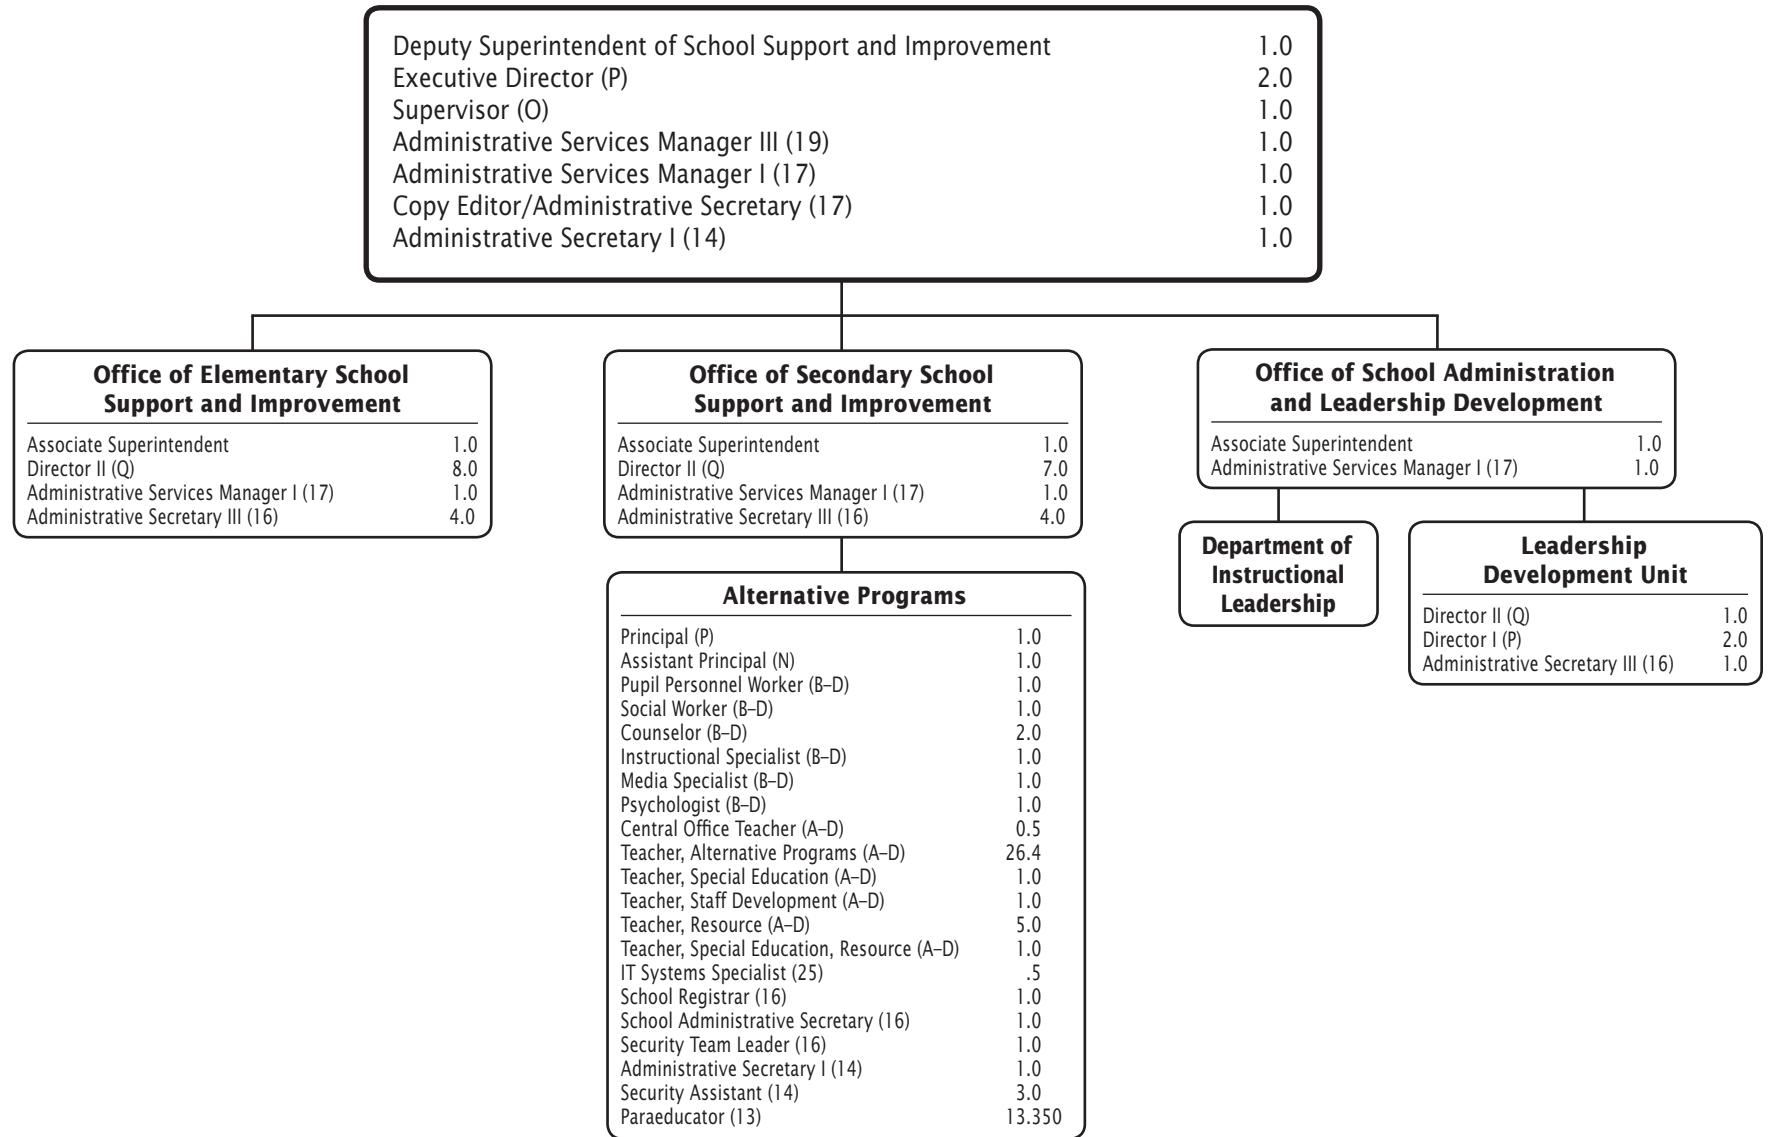 Deputy Superintendent of School Support and Improvement 1.0
Executive Director (P) 2.0
Supervisor (O) 1.0
Administrative Services Manager III (19) 1.0
Administrative Services Manager I (17) 1.0
Copy Editor/Administrative Secretary (17) 1.0
Administrative Secretary I (14) 1.0
Office of Elementary School
Support and Improvement
Associate Superintendent 1.0
Director II (Q) 8.0
Administrative Services Manager I (17) 1.0
Administrative Secretary III (16) 4.0
Office of Secondary School
Support and Improvement
Associate Superintendent 1.0
Director II (Q) 7.0
Administrative Services Manager I (17) 1.0
Administrative Secretary III (16) 4.0
Alternative Programs
Principal (P) 1.0
Assistant Principal (N) 1.0
Pupil Personnel Worker (B–D) 1.0
Social Worker (B–D) 1.0
Counselor (B–D) 2.0
Instructional Specialist (B–D) 1.0
Media Specialist (B–D) 1.0
Psychologist (B–D) 1.0
Central Office Teacher (A–D) 0.5
Teacher, Alternative Programs (A–D) 26.4
Teacher, Special Education (A–D) 1.0
Teacher, Staff Development (A–D) 1.0
Teacher, Resource (A–D) 5.0
Teacher, Special Education, Resource (A–D) 1.0
IT Systems Specialist (25) .5
School Registrar (16) 1.0
School Administrative Secretary (16) 1.0
Security Team Leader (16) 1.0
Administrative Secretary I (14) 1.0
Security Assistant (14) 3.0
Paraeducator (13) 13.350
Office of School Administration
and Leadership Development
Associate Superintendent 1.0
Administrative Services Manager I (17) 1.0
Department of
Instructional
Leadership
Leadership
Development Unit
Director II (Q) 1.0
Director I (P) 2.0
Administrative Secretary III (16) 1.0